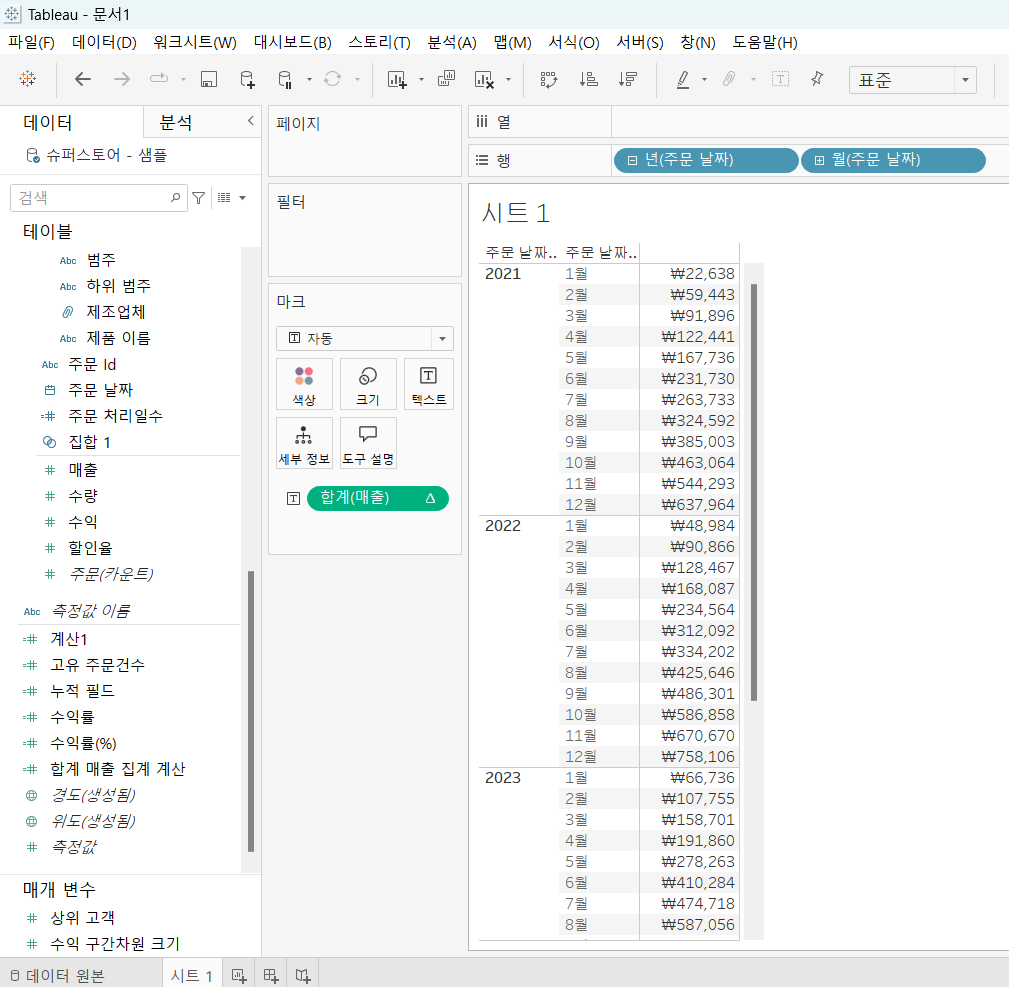 Tableau - 문서1
파일(F) 데이터(D) 워크시트(W) 대시보드(B) 스토리(T) 분석(A) 맵(M) 서식(O) 서버(S) 창(N) 도움말(H)
표준
데이터 분석
슈퍼스토어 - 샘플
검색
테이블
Abc 범주
Abc 하위 범주
제조업체
Abc 제품 이름
Abc 주문 Id
주문 날짜
주문 처리일수
집합 1
매출
수량
수익
할인율
주문(카운트)
Abc 측정값 이름
계산1
고유 주문건수
누적 필드
수익률
수익률(%)
합계 매출 집계 계산
경도(생성됨)
위도(생성됨)
측정값
매개 변수
상위 고객
수익 구간차원 크기
페이지
필터
마크
자동
색상 크기 텍스트
세부 정보 도구 설명
합계(매출) Δ
열
행 년(주문 날짜) 월(주문 날짜)
시트 1
주문 날짜.. 주문 날짜..
2021 1월 ₩22,638
2월 ₩59,443
3월 ₩91,896
4월 ₩122,441
5월 ₩167,736
6월 ₩231,730
7월 ₩263,733
8월 ₩324,592
9월 ₩385,003
10월 ₩463,064
11월 ₩544,293
12월 ₩637,964
2022 1월 ₩48,984
2월 ₩90,866
3월 ₩128,467
4월 ₩168,087
5월 ₩234,564
6월 ₩312,092
7월 ₩334,202
8월 ₩425,646
9월 ₩486,301
10월 ₩586,858
11월 ₩670,670
12월 ₩758,106
2023 1월 ₩66,736
2월 ₩107,755
3월 ₩158,701
4월 ₩191,860
5월 ₩278,263
6월 ₩410,284
7월 ₩474,718
8월 ₩587,056
데이터 원본 시트 1